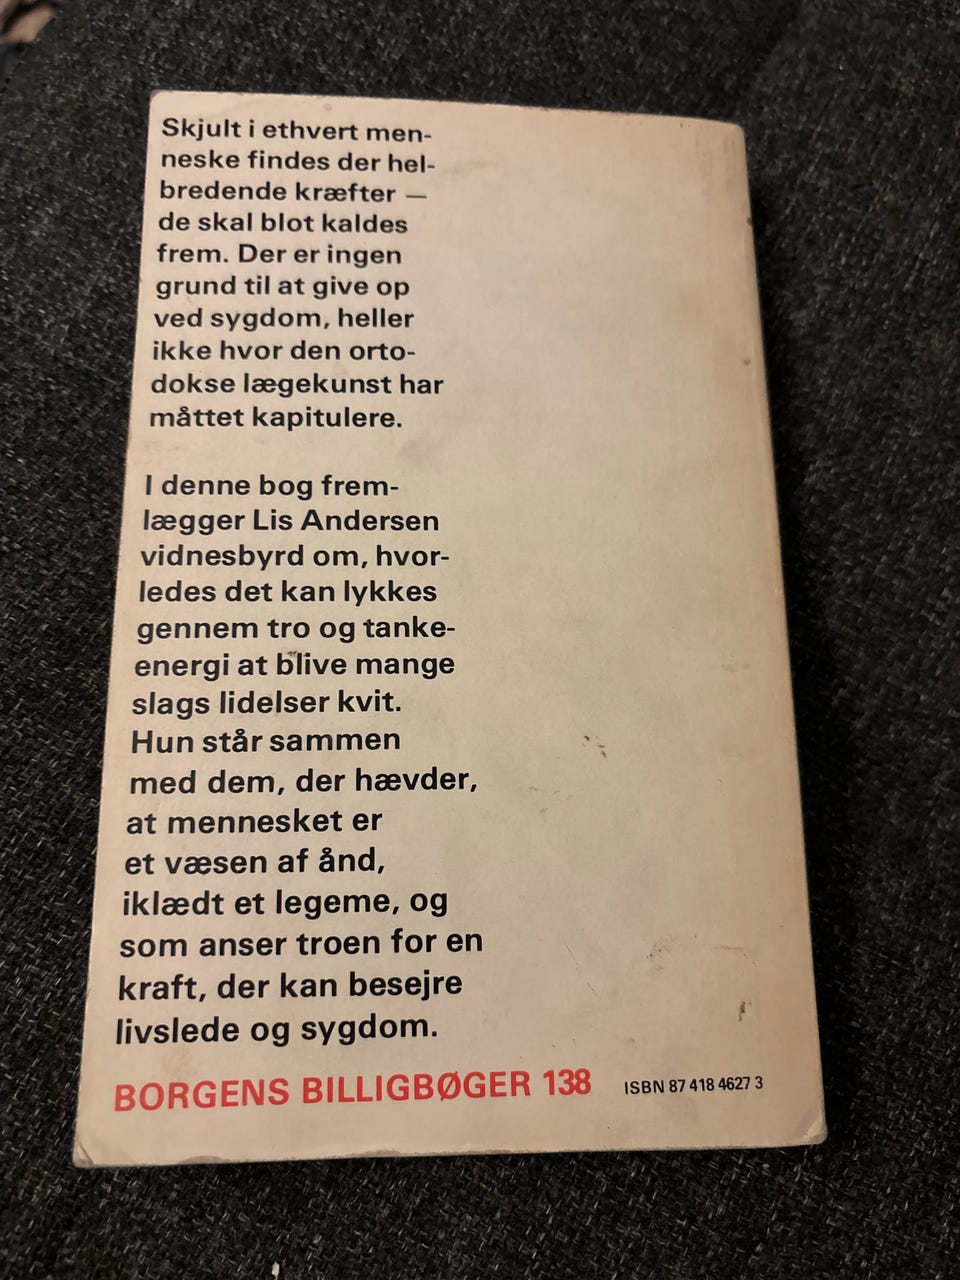 Skjult i ethvert men-
neske findes der hel-
bredende kræfter —
de skal blot kaldes
frem. Der er ingen
grund til at give op
ved sygdom, heller
ikke hvor den orto-
dokse lægekunst har
måttet kapitulere.
I denne bog frem-
lægger Lis Andersen
vidnesbyrd om, hvor-
ledes det kan lykkes
gennem tro og tanke-
energi at blive mange
slags lidelser kvit.
Hun står sammen
med dem, der hævder,
at mennesket er
et væsen af ånd,
iklædt et legeme, og
som anser troen for en
kraft, der kan besejre
livslede og sygdom.
BORGENS BILLIGBØGER 138 ISBN 87 418 4627 3